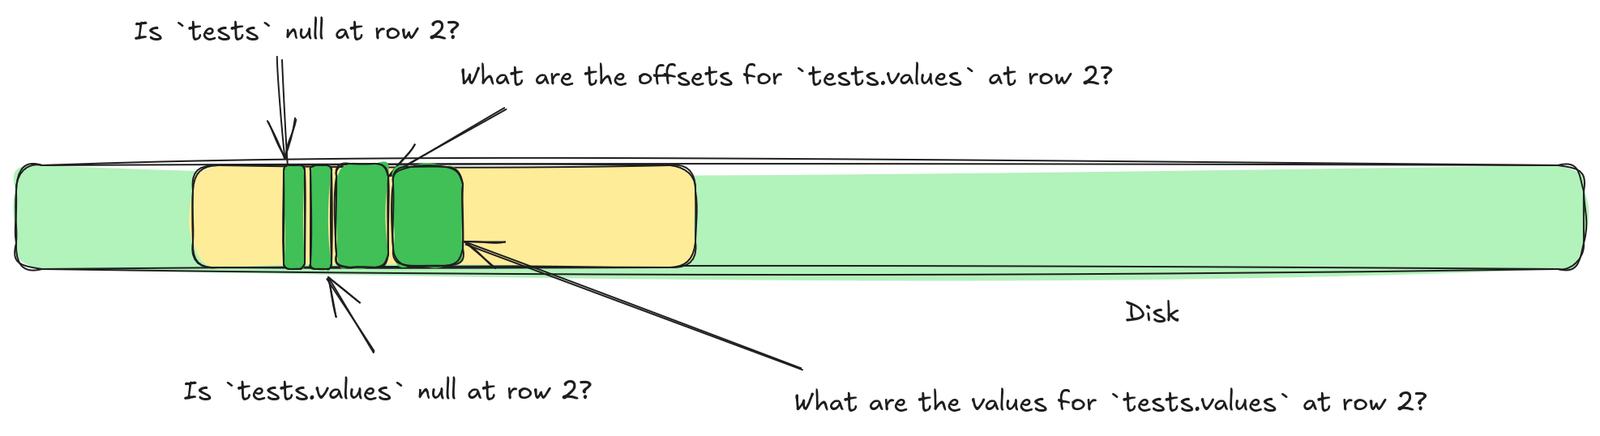 Is `tests` null at row 2?
What are the offsets for `tests.values` at row 2?
Disk
Is `tests.values` null at row 2?
What are the values for `tests.values` at row 2?